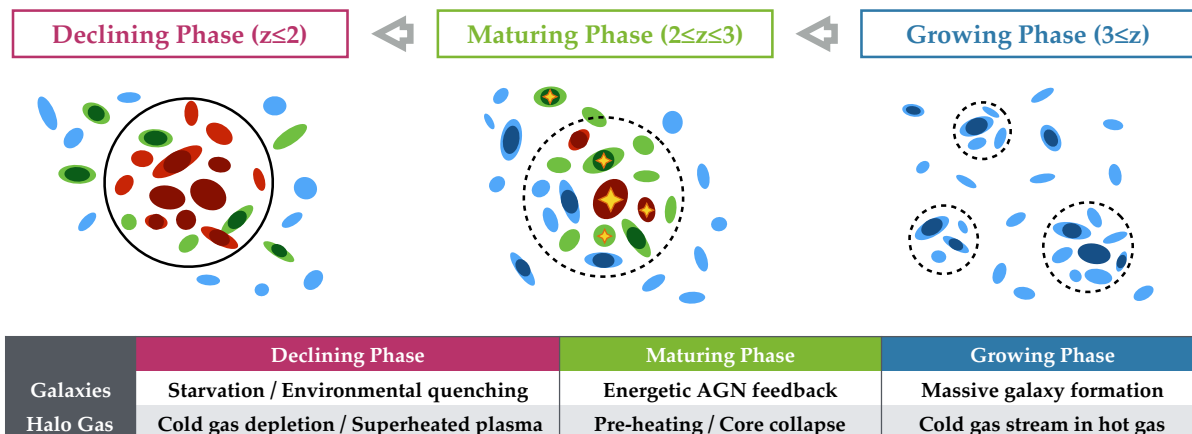 Declining Phase (z≤2)
Maturing Phase (2≤z≤3)
Growing Phase (3≤z)
Declining Phase Maturing Phase Growing Phase
Galaxies Starvation / Environmental quenching Energetic AGN feedback Massive galaxy formation
Halo Gas Cold gas depletion / Superheated plasma Pre-heating / Core collapse Cold gas stream in hot gas